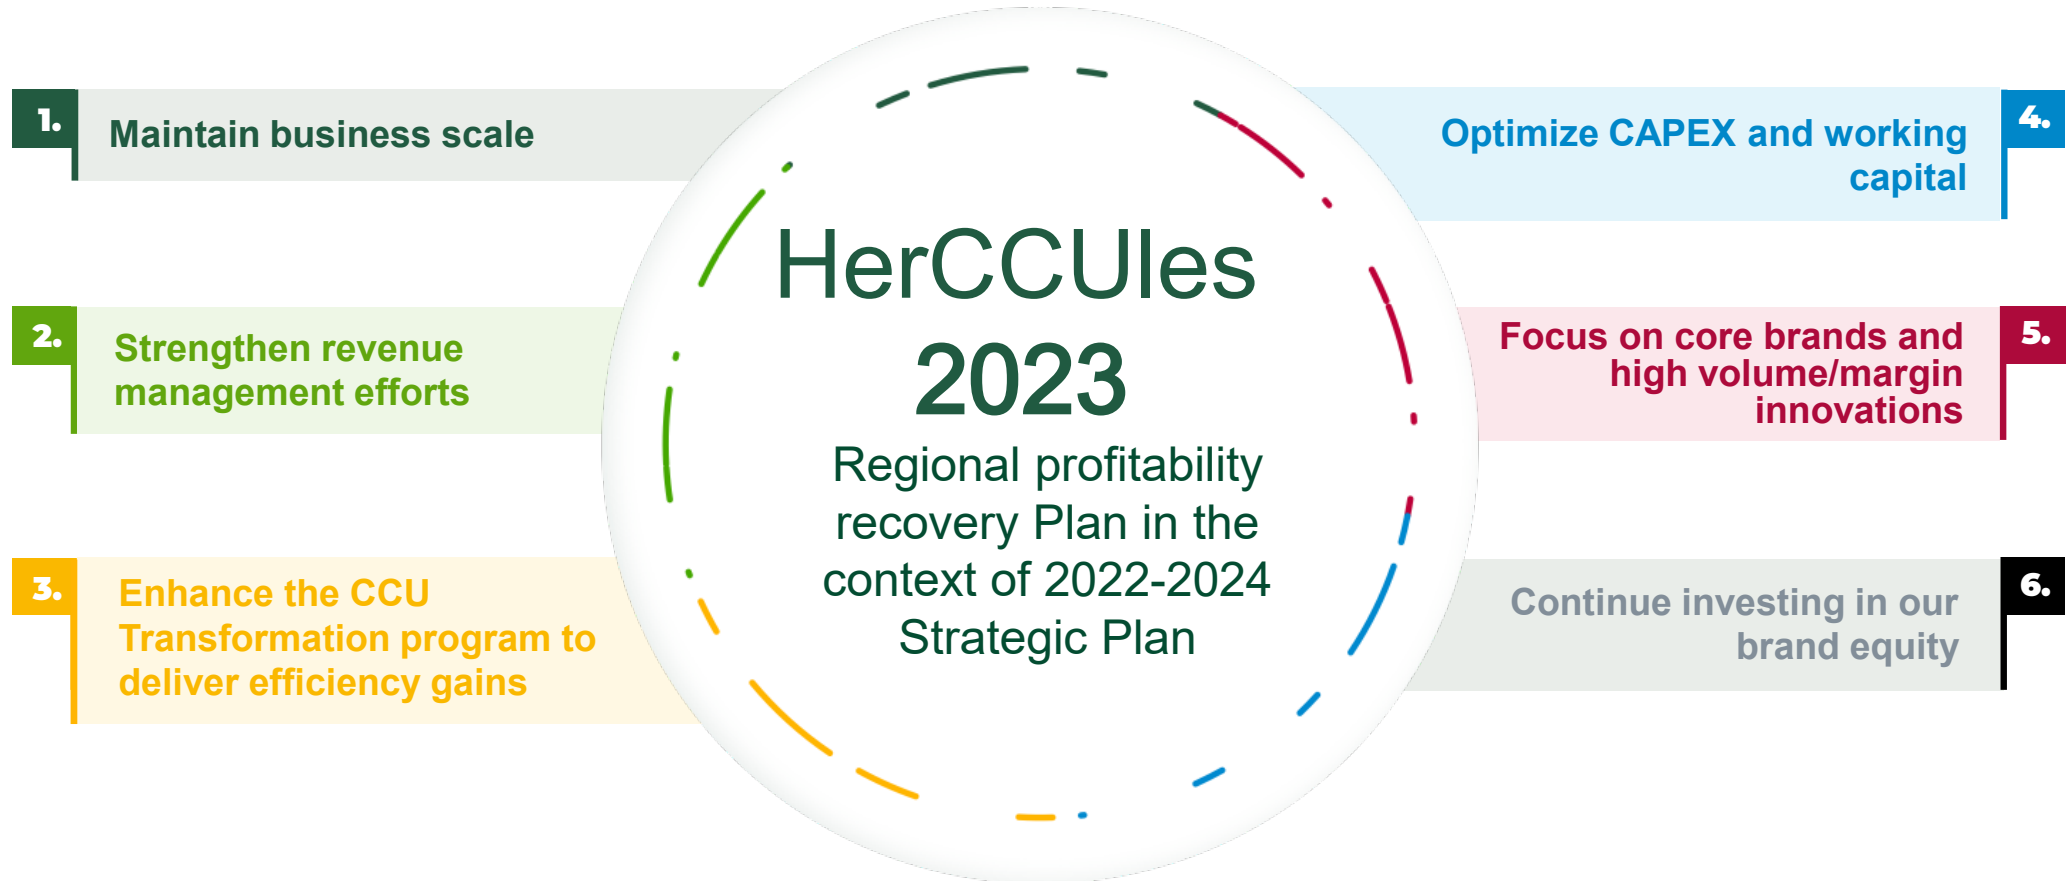 1.
Maintain business scale
2.
Strengthen revenue
management efforts
3.
Enhance the CCU
Transformation program to
deliver efficiency gains
HerCCUles
2023
Regional profitability
recovery Plan in the
context of 2022-2024
Strategic Plan
4.
Optimize CAPEX and working
capital
5.
Focus on core brands and
high volume/margin
innovations
6.
Continue investing in our
brand equity